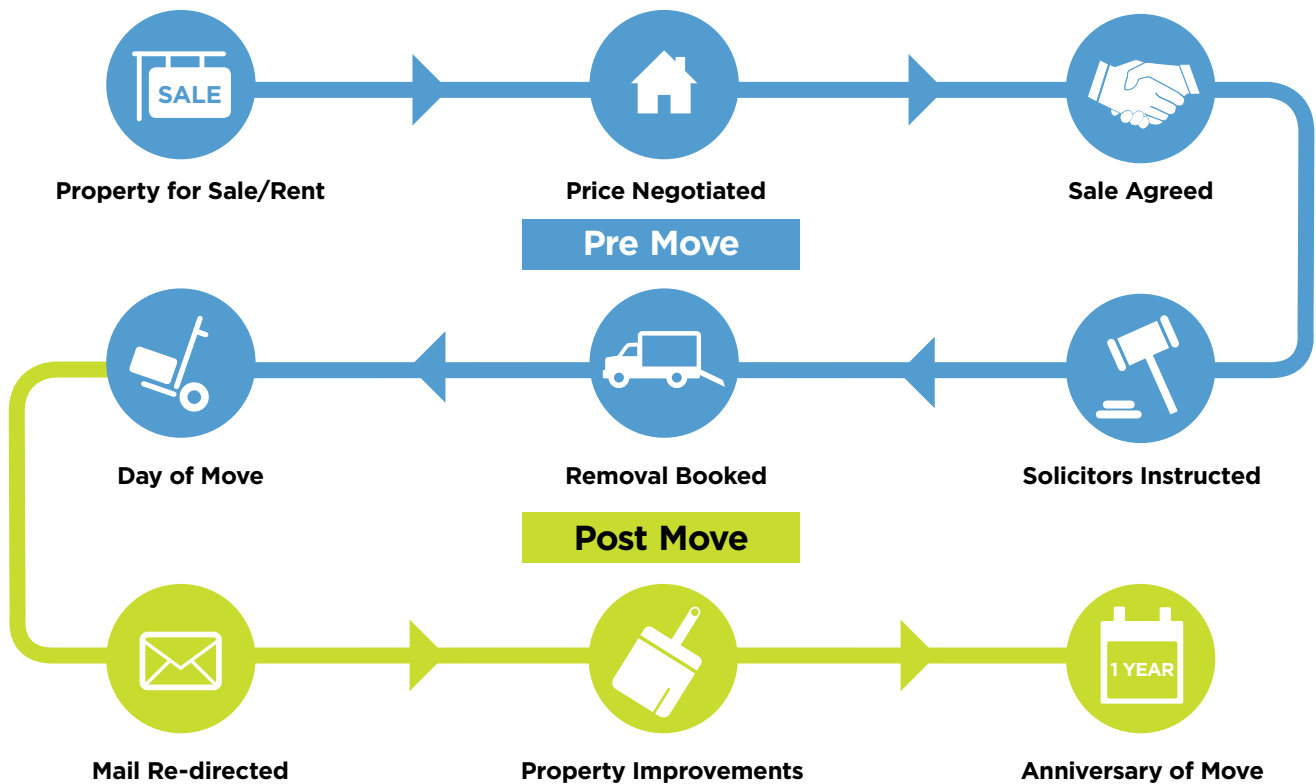 SALE
Property for Sale/Rent
Price Negotiated
Sale Agreed
Pre Move
Day of Move
Removal Booked
Solicitors Instructed
Post Move
1 YEAR
Mail Re-directed
Property Improvements
Anniversary of Move